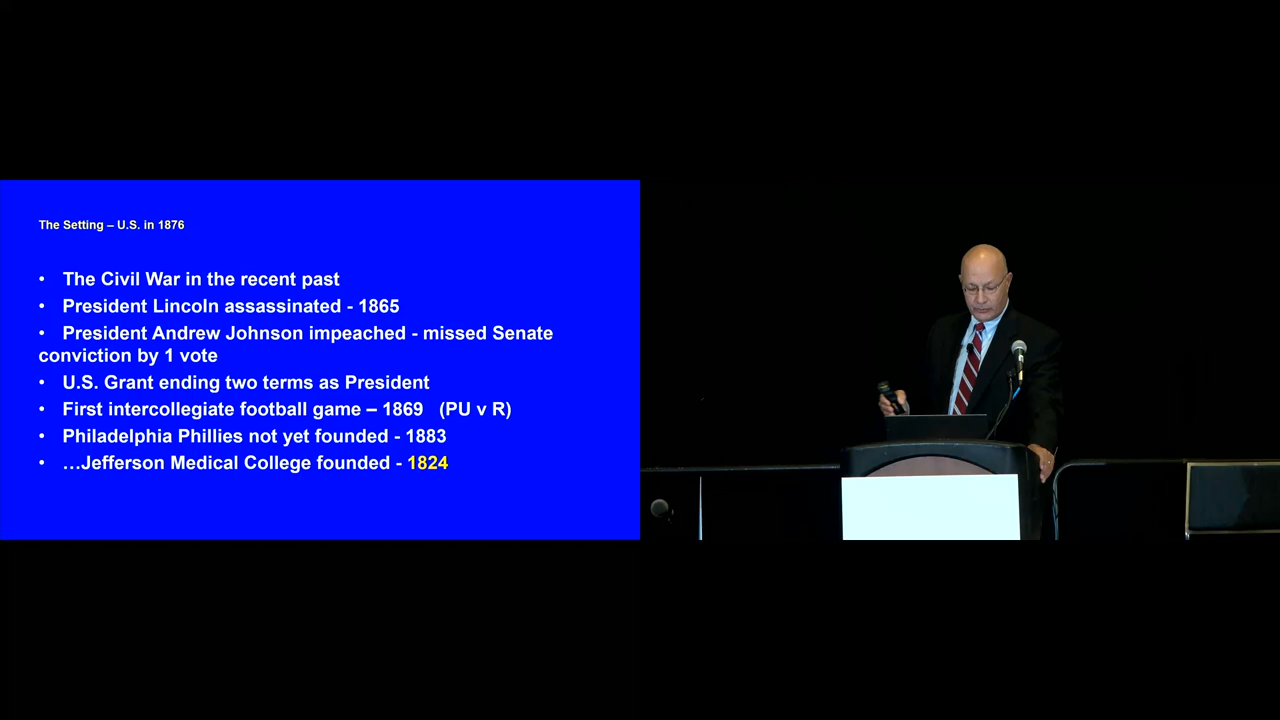 The Setting – U.S. in 1876
• The Civil War in the recent past
• President Lincoln assassinated - 1865
• President Andrew Johnson impeached - missed Senate
conviction by 1 vote
• U.S. Grant ending two terms as President
• First intercollegiate football game – 1869 (PU v R)
• Philadelphia Phillies not yet founded - 1883
• …Jefferson Medical College founded - 1824